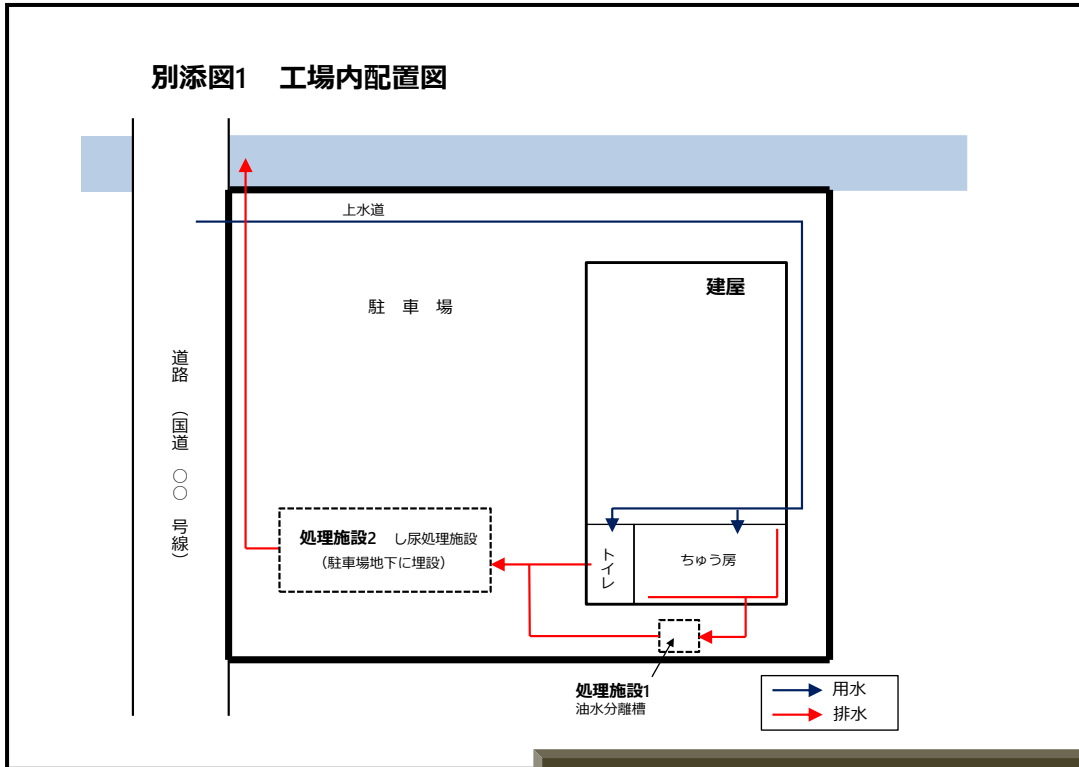 別添図1　工場内配置図
上水道
建屋
駐　車　場
道路　（国道　○○　号線）
処理施設2　し尿処理施設
（駐車場地下に埋設）
トイレ
ちゅう房
処理施設1
油水分離槽
用水
排水